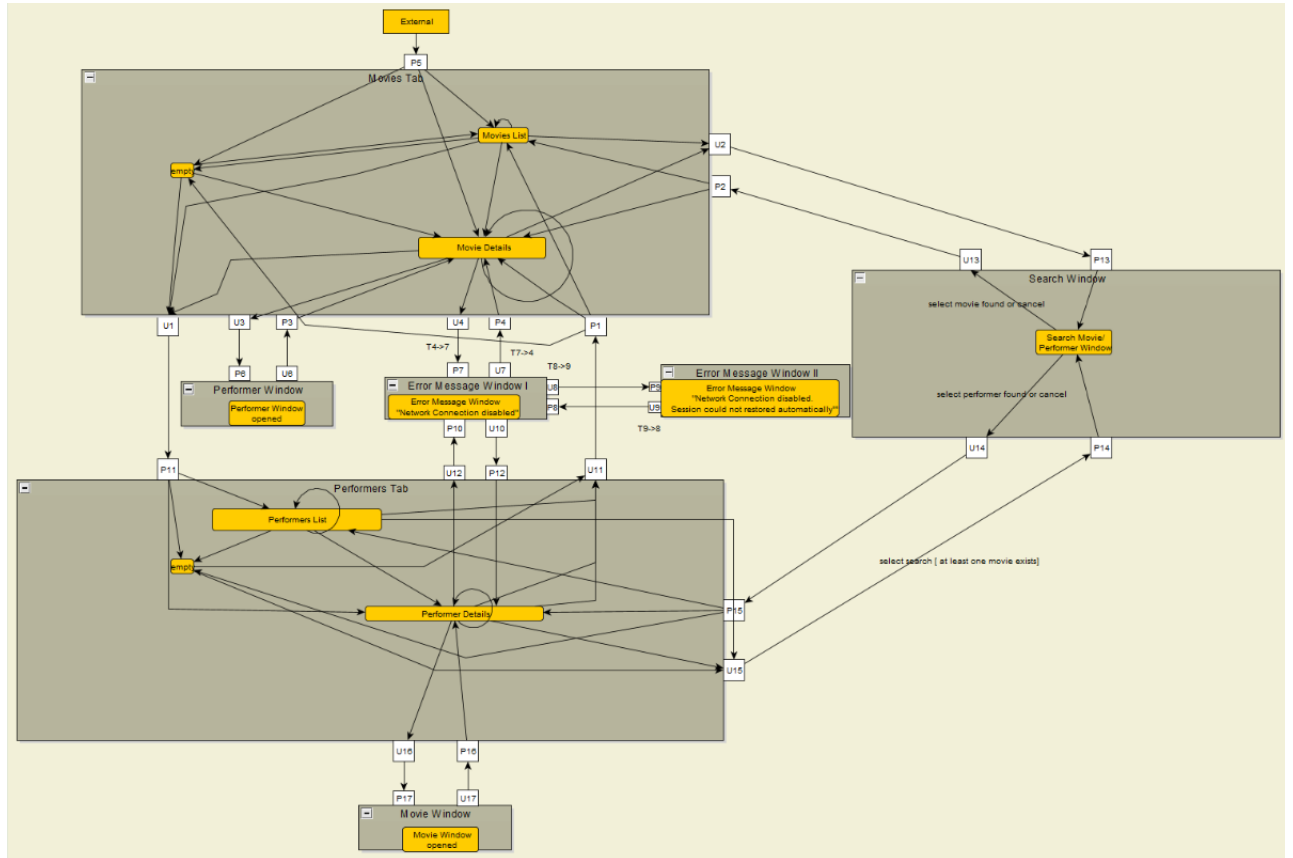 External
P5
Movies Tab
Movies List
empty
Movie Details
U2
P2
U13
P13
Search Window
select movie found or cancel
Search Movie/
Performer Window
select performer found or cancel
U14
P14
U1
U3
P3
U4
P4
P1
T4->7
T7->4
T8->9
P6
U6
P7
U7
Performer Window
Performer Window
opened
Error Message Window I
Error Message Window
"Network Connection disabled"
U8
P8
P9
U9
Error Message Window II
Error Message Window
"Network Connection disabled.
Session could not restored automatically"
T9->8
P10
U10
P11
U12
P12
U11
Performers Tab
Performers List
empty
Performer Details
select search [ at least one movie exists]
P15
U15
U16
P16
P17
U17
Movie Window
Movie Window
opened